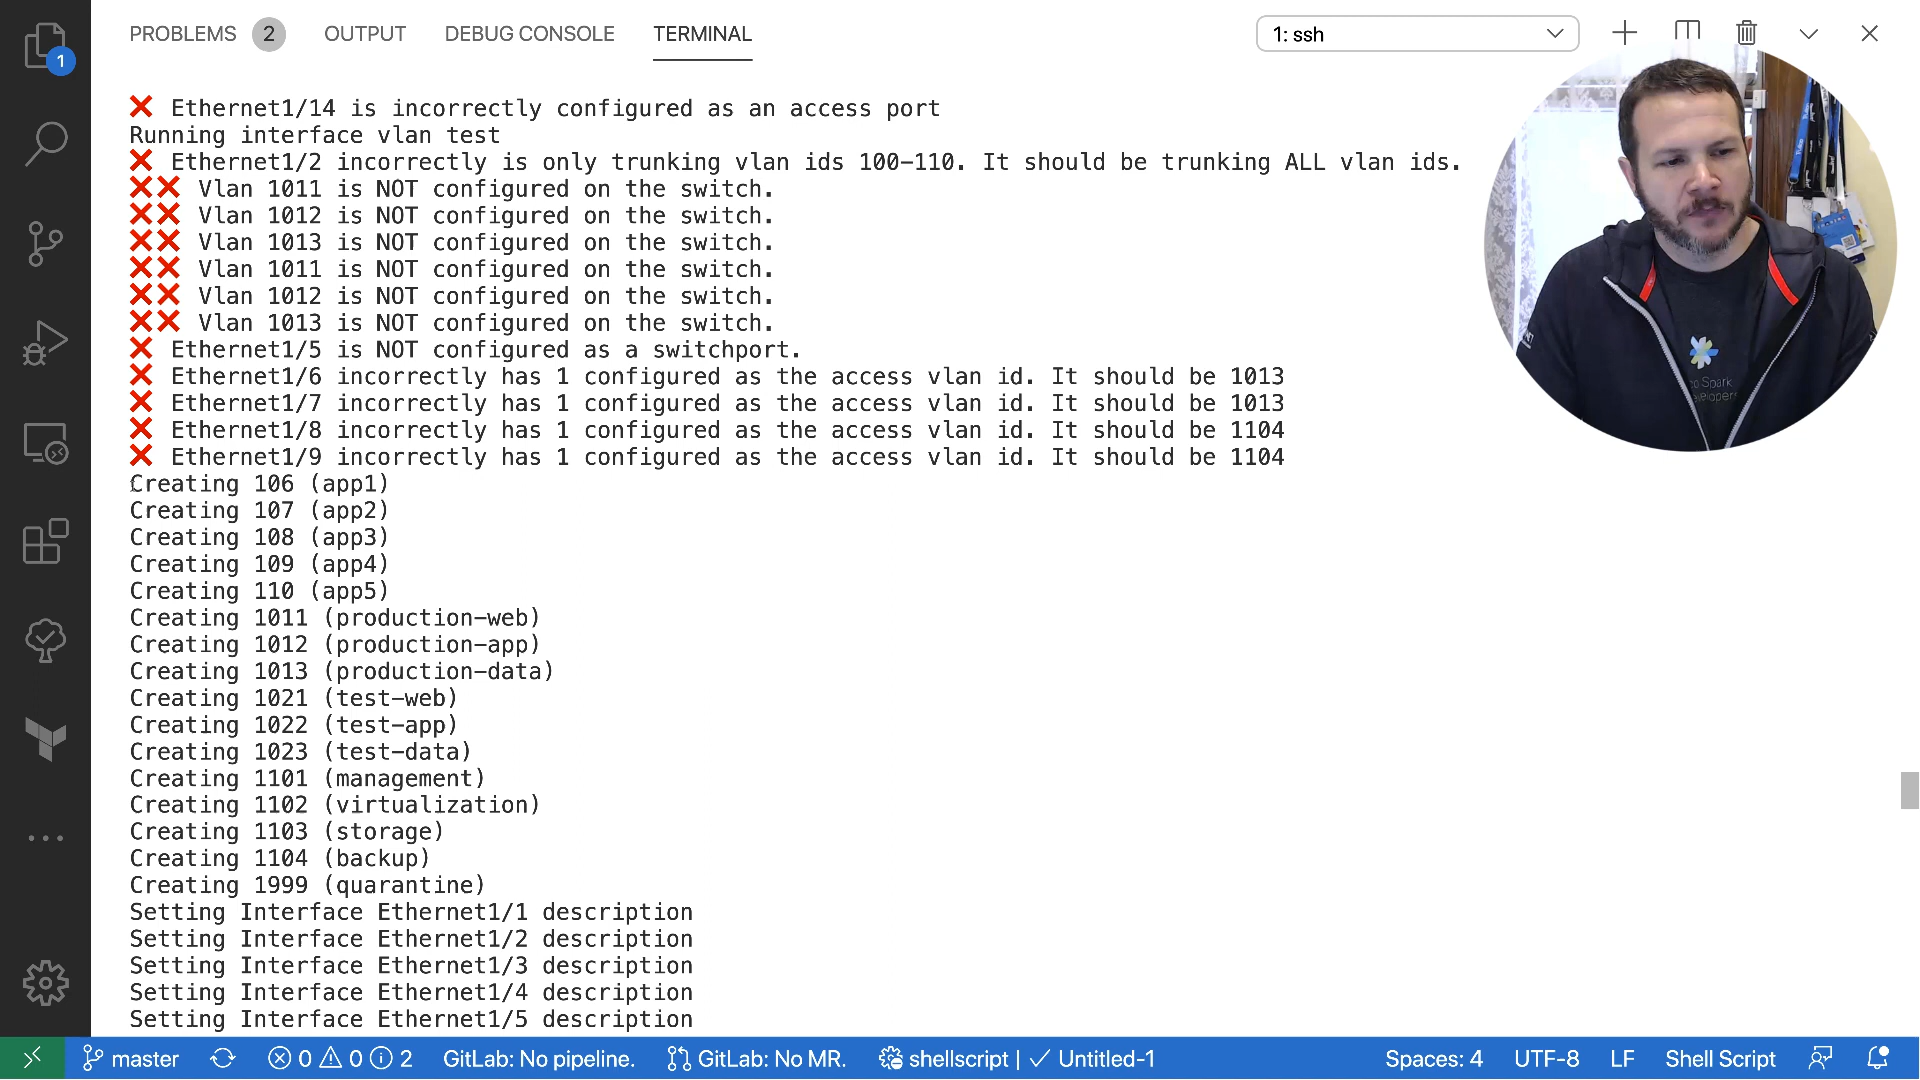 PROBLEMS 2 OUTPUT DEBUG CONSOLE TERMINAL 1: ssh
1
❌ Ethernet1/14 is incorrectly configured as an access port
Running interface vlan test
❌ Ethernet1/2 incorrectly is only trunking vlan ids 100-110. It should be trunking ALL vlan ids.
❌❌ Vlan 1011 is NOT configured on the switch.
❌❌ Vlan 1012 is NOT configured on the switch.
❌❌ Vlan 1013 is NOT configured on the switch.
❌❌ Vlan 1011 is NOT configured on the switch.
❌❌ Vlan 1012 is NOT configured on the switch.
❌❌ Vlan 1013 is NOT configured on the switch.
❌ Ethernet1/5 is NOT configured as a switchport.
❌ Ethernet1/6 incorrectly has 1 configured as the access vlan id. It should be 1013
❌ Ethernet1/7 incorrectly has 1 configured as the access vlan id. It should be 1013
❌ Ethernet1/8 incorrectly has 1 configured as the access vlan id. It should be 1104
❌ Ethernet1/9 incorrectly has 1 configured as the access vlan id. It should be 1104
Creating 106 (app1)
Creating 107 (app2)
Creating 108 (app3)
Creating 109 (app4)
Creating 110 (app5)
Creating 1011 (production-web)
Creating 1012 (production-app)
Creating 1013 (production-data)
Creating 1021 (test-web)
Creating 1022 (test-app)
Creating 1023 (test-data)
Creating 1101 (management)
Creating 1102 (virtualization)
Creating 1103 (storage)
Creating 1104 (backup)
Creating 1999 (quarantine)
Setting Interface Ethernet1/1 description
Setting Interface Ethernet1/2 description
Setting Interface Ethernet1/3 description
Setting Interface Ethernet1/4 description
Setting Interface Ethernet1/5 description
Spark
master 0 0 2 GitLab: No pipeline. GitLab: No MR. shellscript | ✓ Untitled-1 Spaces: 4 UTF-8 LF Shell Script